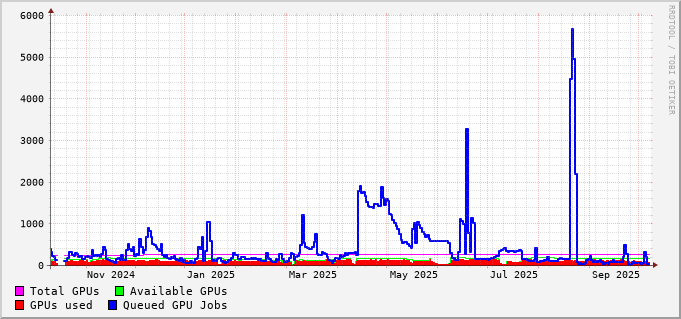 6000
5000
4000
3000
2000
1000
0
Nov 2024 Jan 2025 Mar 2025 May 2025 Jul 2025 Sep 2025
Total GPUs Available GPUs
GPUs used Queued GPU Jobs
RRDTOOL / TOBI OETIKER